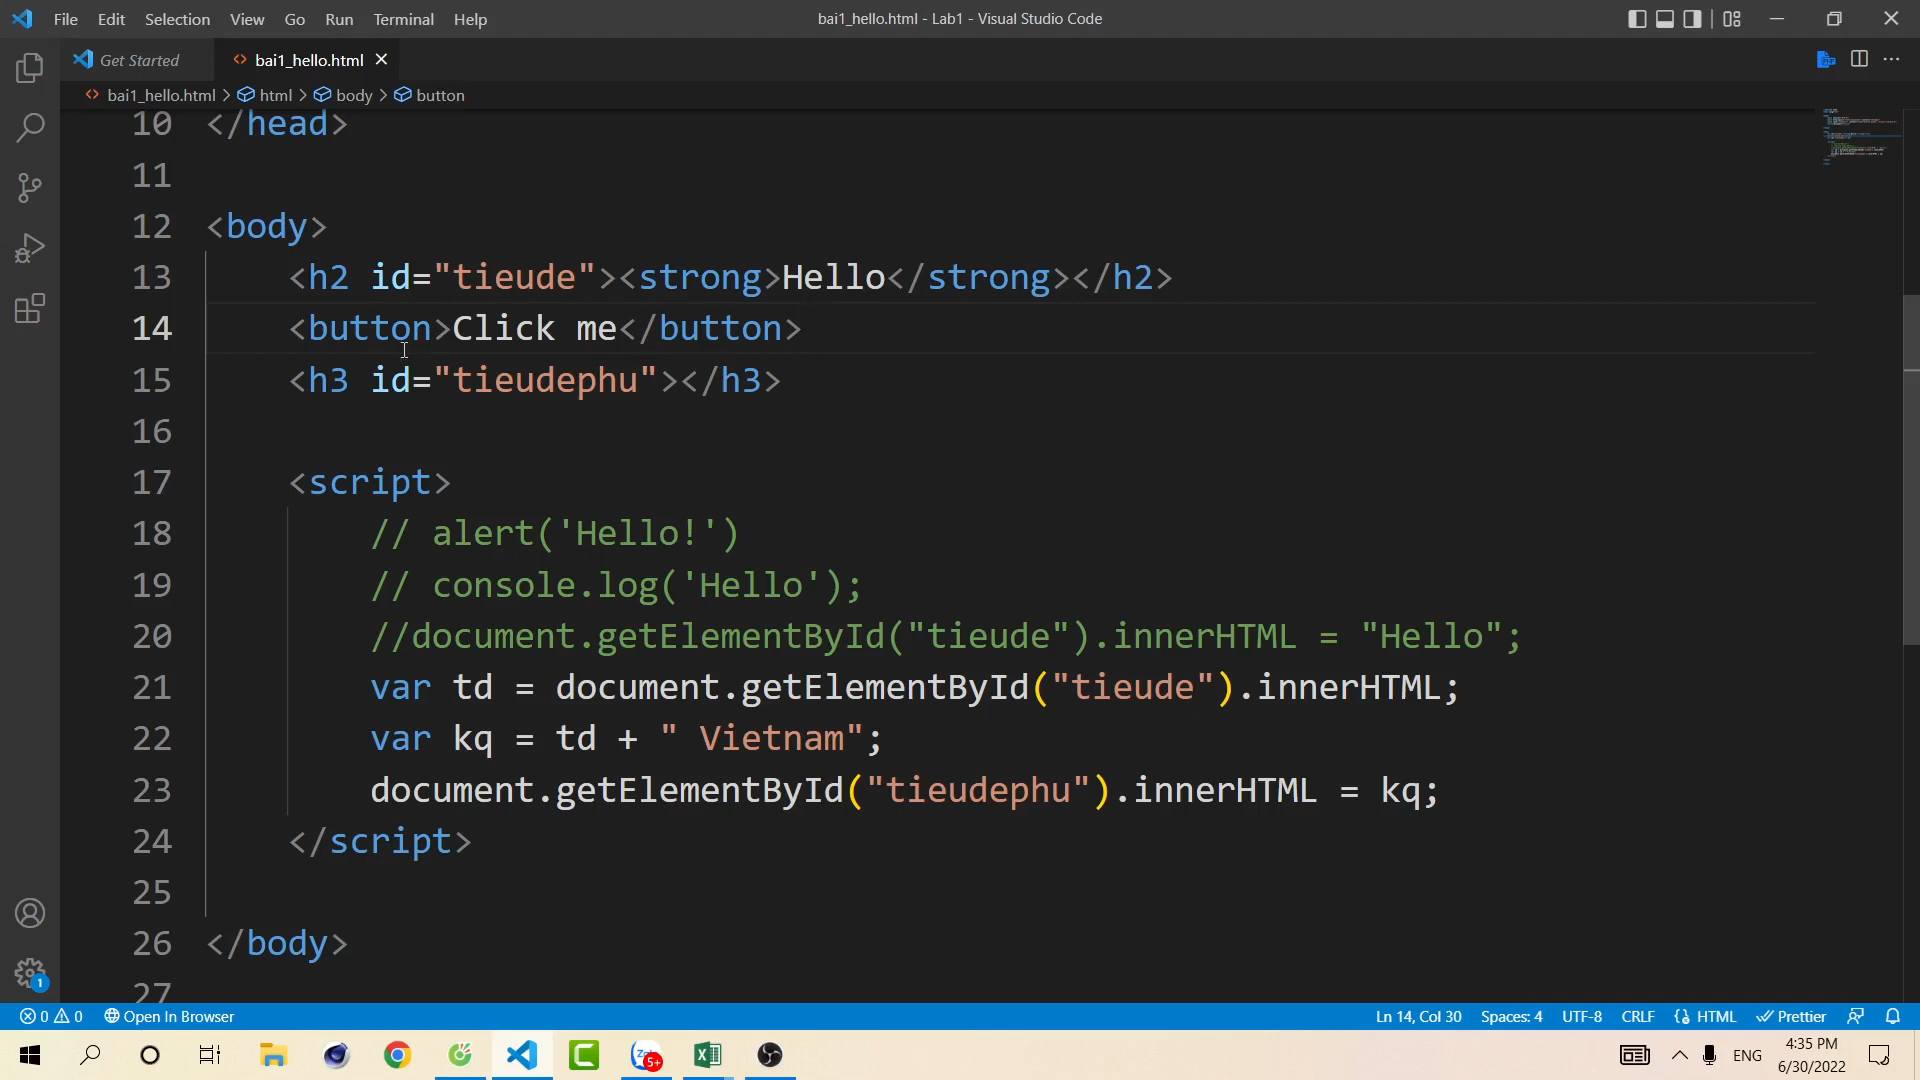 File Edit Selection View Go Run Terminal Help
bai1_hello.html - Lab1 - Visual Studio Code
Get Started
bai1_hello.html
bai1_hello.html > html > body > button
10 </head>
11
12 <body>
13 <h2 id="tieude"><strong>Hello</strong></h2>
14 <button>Click me</button>
15 <h3 id="tieudephu"></h3>
16
17 <script>
18 // alert('Hello!')
19 // console.log('Hello');
20 //document.getElementById("tieude").innerHTML = "Hello";
21 var td = document.getElementById("tieude").innerHTML;
22 var kq = td + " Vietnam";
23 document.getElementById("tieudephu").innerHTML = kq;
24 </script>
25
26 </body>
27
1
0 0 Open In Browser
Ln 14, Col 30 Spaces: 4 UTF-8 CRLF HTML Prettier
5+
ENG
4:35 PM
6/30/2022